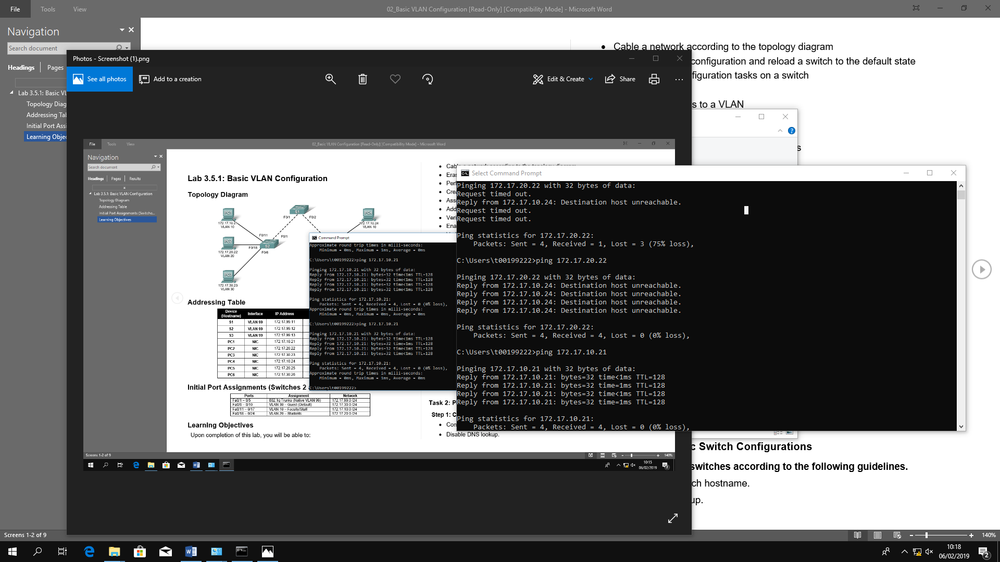 File Tools View
02_Basic VLAN Configuration [Read-Only] [Compatibility Mode] - Microsoft Word
Navigation
Search document
Headings Pages
Lab 3.5.1: Basic VL
Topology Diag
Addressing Tab
Initial Port Assi
Learning Objec
Cable a network according to the topology diagram
configuration and reload a switch to the default state
figuration tasks on a switch
s to a VLAN
s
c Switch Configurations
switches according to the following guidelines.
ch hostname.
up.
Photos - Screenshot (1).png
See all photos
Add to a creation
Edit & Create
Share
File Tools View
02_Basic VLAN Configuration [Read-Only] [Compatibility Mode] - Microsoft Word
Navigation
Search document
Headings Pages Results
Lab 3.5.1: Basic VLAN Configuration
Topology Diagram
Addressing Table
Initial Port Assignments (Switche...
Learning Objectives
Lab 3.5.1: Basic VLAN Configuration
Topology Diagram
PC1
172.17.10.21
VLAN 10
PC2
172.17.20.22
VLAN 20
PC3
172.17.30.23
VLAN 30
S1
F0/1
F0/2
PC4
172.17.10.24
VLAN 10
F0/11
F0/1
F0/18
S2
F0/6
Addressing Table
Device (Hostname) Interface IP Address
S1 VLAN 99 172.17.99.11
S2 VLAN 99 172.17.99.12
S3 VLAN 99 172.17.99.13
PC1 NIC 172.17.10.21
PC2 NIC 172.17.20.22
PC3 NIC 172.17.30.23
PC4 NIC 172.17.10.24
PC5 NIC 172.17.20.25
PC6 NIC 172.17.30.26
Initial Port Assignments (Switches 2
Ports Assignment Network
Fa0/1 – 0/5 802.1q Trunks (Native VLAN 99) 172.17.99.0 /24
Fa0/6 – 0/10 VLAN 30 – Guest (Default) 172.17.30.0 /24
Fa0/11 – 0/17 VLAN 10 – Faculty/Staff 172.17.10.0 /24
Fa0/18 – 0/24 VLAN 20 – Students 172.17.20.0 /24
Learning Objectives
Upon completion of this lab, you will be able to:
Eras
Per
Cre
Ass
Add
Veri
Ena
Task 2: P
Step 1: C
Con
Disable DNS lookup.
Command Prompt
Approximate round trip times in milli-seconds:
Minimum = 0ms, Maximum = 1ms, Average = 0ms
C:\Users\t00199222>ping 172.17.10.21
Pinging 172.17.10.21 with 32 bytes of data:
Reply from 172.17.10.21: bytes=32 time<1ms TTL=128
Reply from 172.17.10.21: bytes=32 time<1ms TTL=128
Reply from 172.17.10.21: bytes=32 time<1ms TTL=128
Reply from 172.17.10.21: bytes=32 time<1ms TTL=128
Ping statistics for 172.17.10.21:
Packets: Sent = 4, Received = 4, Lost = 0 (0% loss),
Approximate round trip times in milli-seconds:
Minimum = 0ms, Maximum = 0ms, Average = 0ms
C:\Users\t00199222>ping 172.17.10.21
Pinging 172.17.10.21 with 32 bytes of data:
Reply from 172.17.10.21: bytes=32 time<1ms TTL=128
Reply from 172.17.10.21: bytes=32 time=1ms TTL=128
Reply from 172.17.10.21: bytes=32 time<1ms TTL=128
Reply from 172.17.10.21: bytes=32 time<1ms TTL=128
Ping statistics for 172.17.10.21:
Packets: Sent = 4, Received = 4, Lost = 0 (0% loss),
Approximate round trip times in milli-seconds:
Minimum = 0ms, Maximum = 1ms, Average = 0ms
C:\Users\t00199222>
Screens 1-2 of 9
140%
10:15
06/02/2019
2
Select Command Prompt
Pinging 172.17.20.22 with 32 bytes of data:
Request timed out.
Reply from 172.17.10.24: Destination host unreachable.
Request timed out.
Request timed out.
Ping statistics for 172.17.20.22:
Packets: Sent = 4, Received = 1, Lost = 3 (75% loss),
C:\Users\t00199222>ping 172.17.20.22
Pinging 172.17.20.22 with 32 bytes of data:
Reply from 172.17.10.24: Destination host unreachable.
Reply from 172.17.10.24: Destination host unreachable.
Reply from 172.17.10.24: Destination host unreachable.
Reply from 172.17.10.24: Destination host unreachable.
Ping statistics for 172.17.20.22:
Packets: Sent = 4, Received = 4, Lost = 0 (0% loss),
C:\Users\t00199222>ping 172.17.10.21
Pinging 172.17.10.21 with 32 bytes of data:
Reply from 172.17.10.21: bytes=32 time<1ms TTL=128
Reply from 172.17.10.21: bytes=32 time=1ms TTL=128
Reply from 172.17.10.21: bytes=32 time<1ms TTL=128
Reply from 172.17.10.21: bytes=32 time=1ms TTL=128
Ping statistics for 172.17.10.21:
Packets: Sent = 4, Received = 4, Lost = 0 (0% loss),
Screens 1-2 of 9
140%
10:18
06/02/2019
2